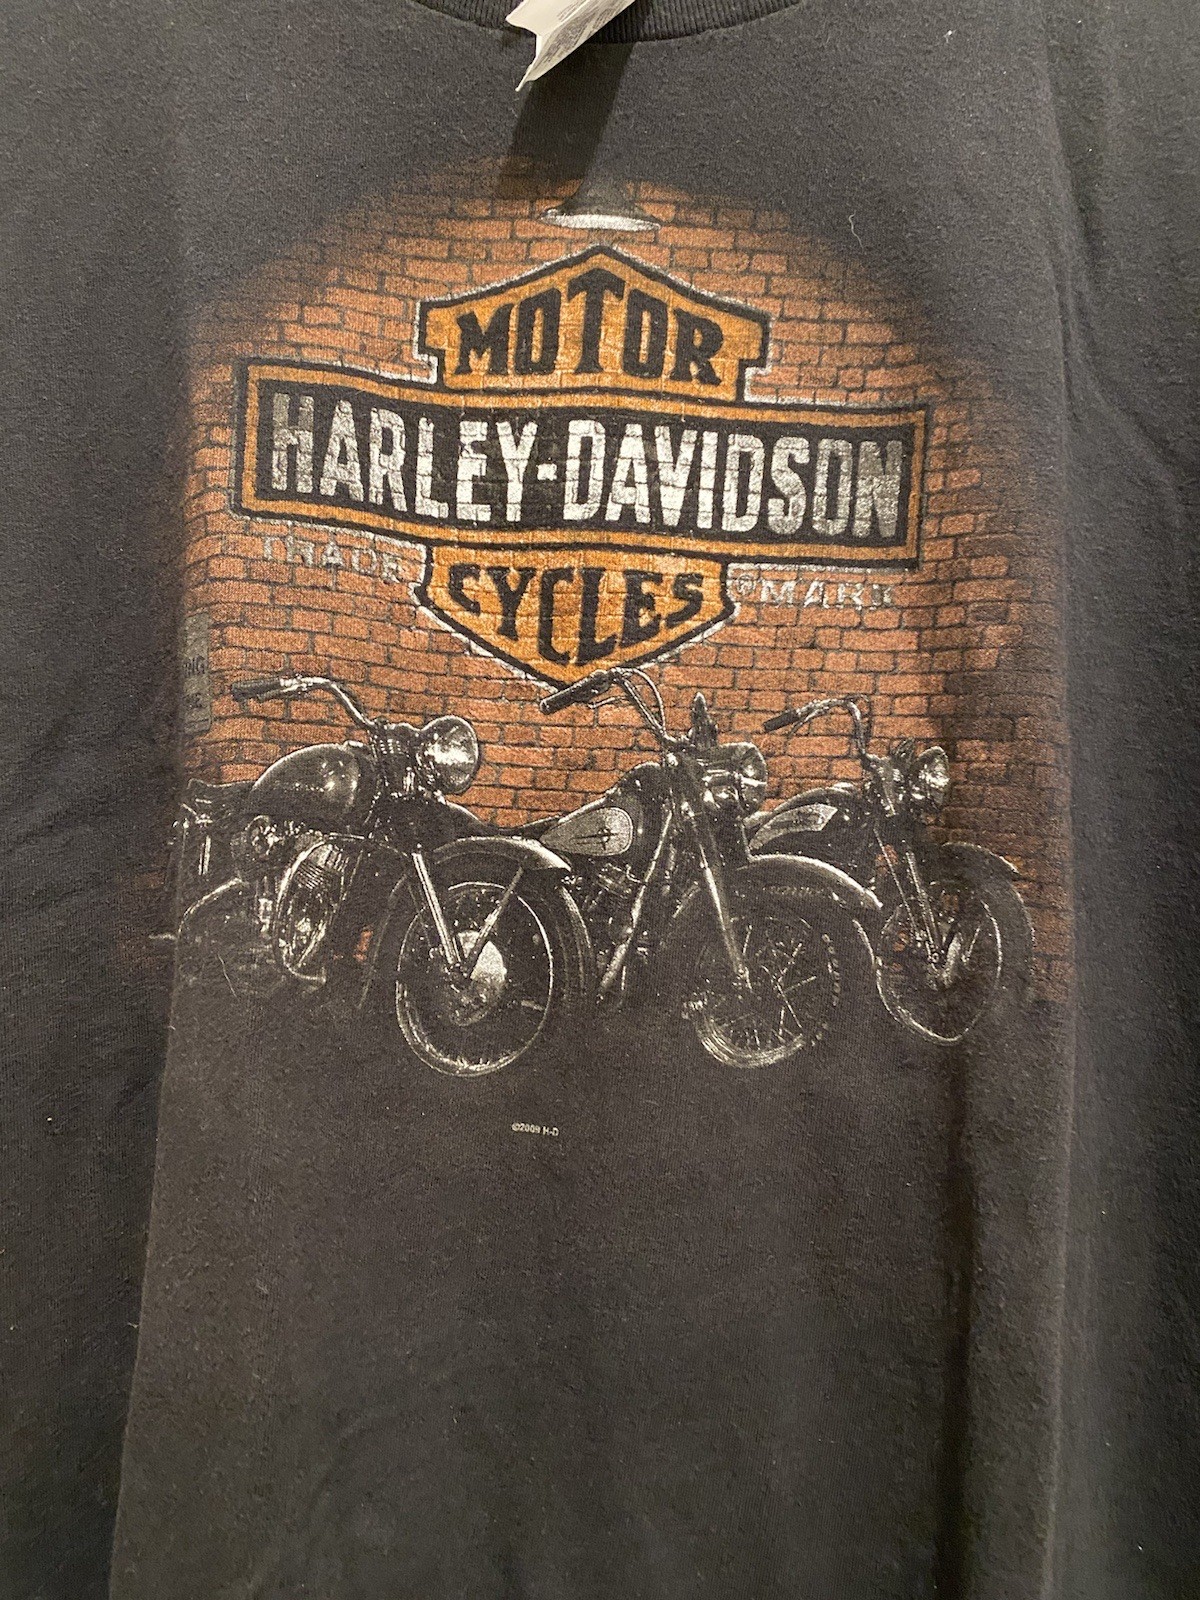 MOTOR
HARLEY-DAVIDSON
TRADE ®MARK
CYCLES
©2009 H-D